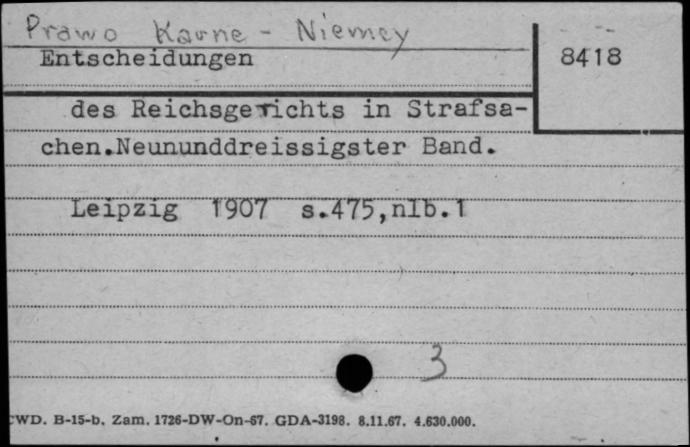 Prawo Karne - Niemcy
Entscheidungen
8418
des Reichsgerichts in Strafsa-
chen.Neununddreissigster Band.
Leipzig 1907 s.475,nlb.1
3
CWD. B-15-b. Zam. 1726-DW-On-67. GDA-3198. 8.11.67. 4.630.000.